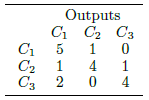 Outputs
C₁ C₂ C₃
C₁ 5 1 0
C₂ 1 4 1
C₃ 2 0 4